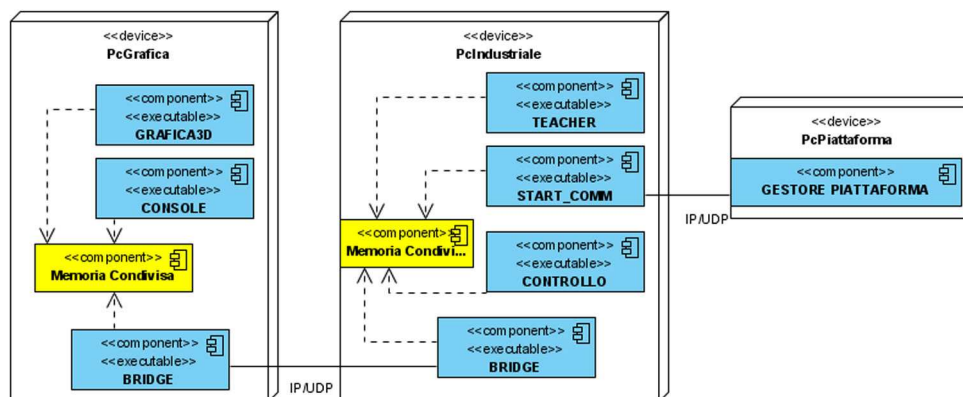 <<device>>
PcGrafica
<<component>>
<<executable>>
GRAFICA3D
<<component>>
<<executable>>
CONSOLE
<<component>>
Memoria Condivisa
<<component>>
<<executable>>
BRIDGE
IP/UDP
<<device>>
PcIndustriale
<<component>>
<<executable>>
TEACHER
<<component>>
<<executable>>
START_COMM
<<component>>
Memoria Condivi...
<<component>>
<<executable>>
CONTROLLO
<<component>>
<<executable>>
BRIDGE
IP/UDP
<<device>>
PcPiattaforma
<<component>>
GESTORE PIATTAFORMA